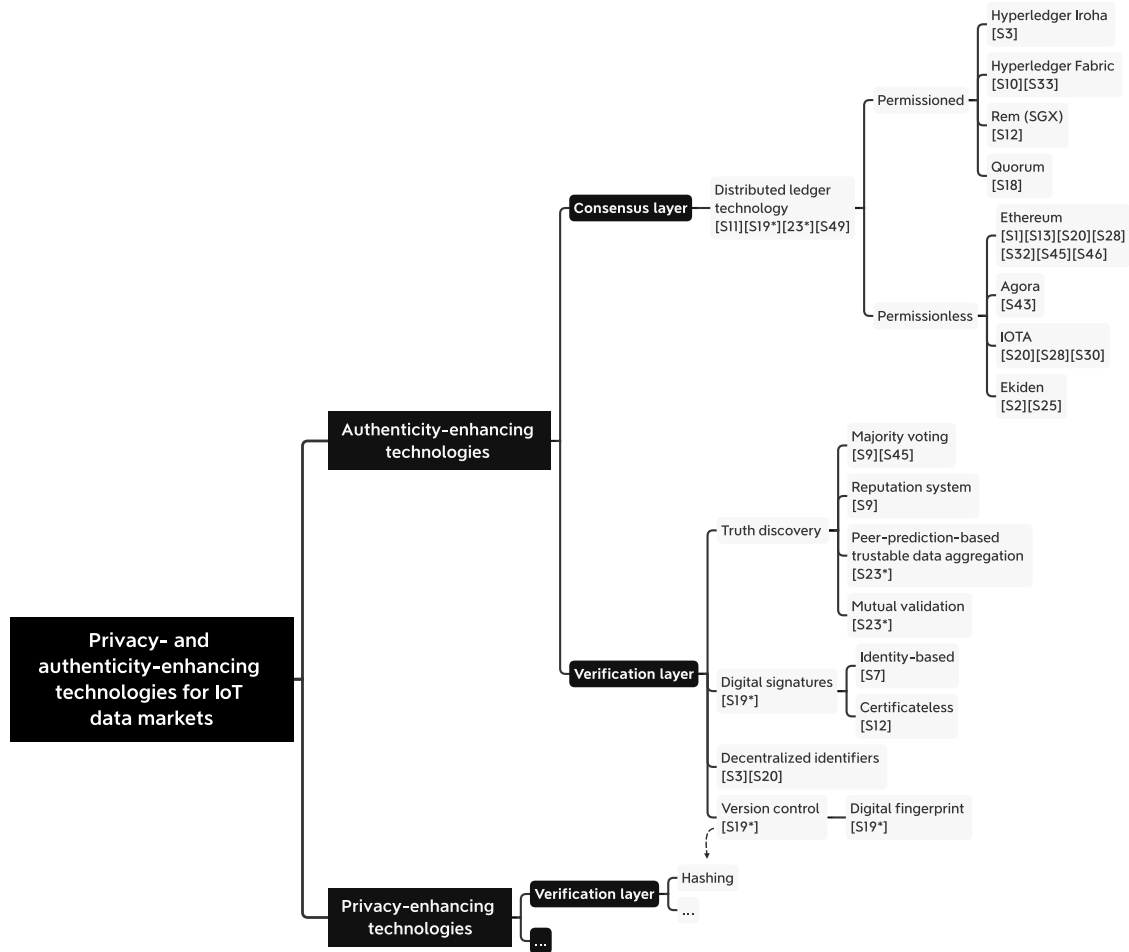 Privacy- and
authenticity-enhancing
technologies for IoT
data markets
Authenticity-enhancing
technologies
Consensus layer
Distributed ledger
technology
[S11][S19*][23*][S49]
Permissioned
Hyperledger Iroha
[S3]
Hyperledger Fabric
[S10][S33]
Rem (SGX)
[S12]
Quorum
[S18]
Permissionless
Ethereum
[S1][S13][S20][S28]
[S32][S45][S46]
Agora
[S43]
IOTA
[S20][S28][S30]
Ekiden
[S2][S25]
Verification layer
Truth discovery
Majority voting
[S9][S45]
Reputation system
[S9]
Peer-prediction-based
trustable data aggregation
[S23*]
Mutual validation
[S23*]
Digital signatures
[S19*]
Identity-based
[S7]
Certificateless
[S12]
Decentralized identifiers
[S3][S20]
Version control
[S19*]
Digital fingerprint
[S19*]
Privacy-enhancing
technologies
Verification layer
Hashing
...
...